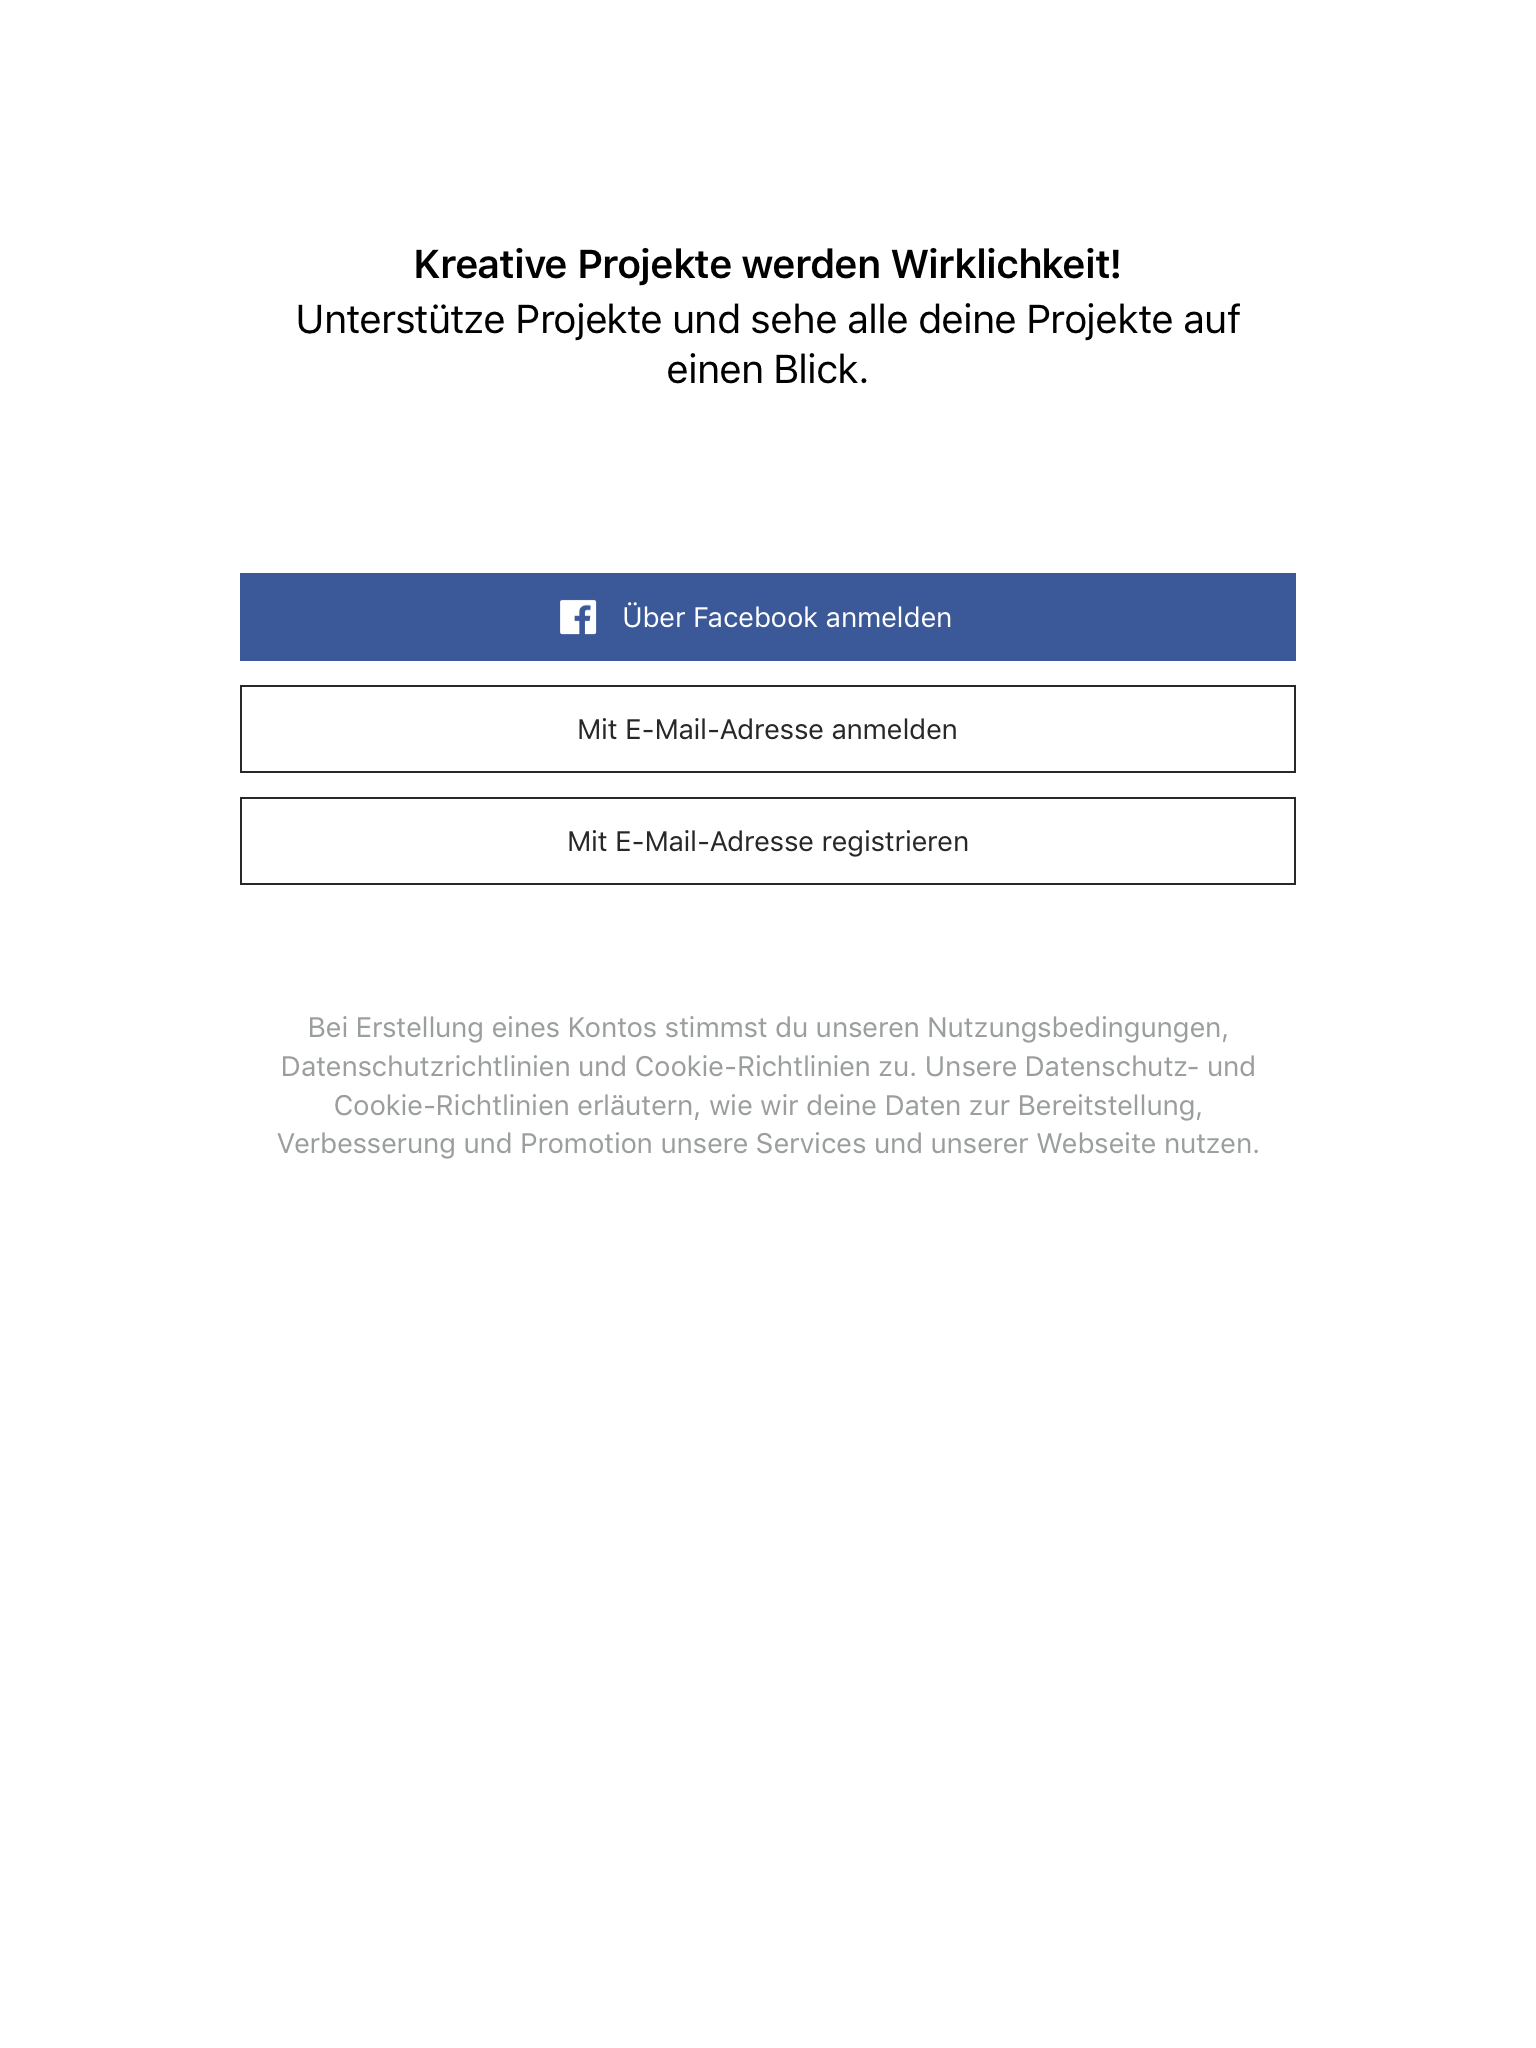 Kreative Projekte werden Wirklichkeit!
Unterstütze Projekte und sehe alle deine Projekte auf
einen Blick.
Über Facebook anmelden
Mit E-Mail-Adresse anmelden
Mit E-Mail-Adresse registrieren
Bei Erstellung eines Kontos stimmst du unseren Nutzungsbedingungen,
Datenschutzrichtlinien und Cookie-Richtlinien zu. Unsere Datenschutz- und
Cookie-Richtlinien erläutern, wie wir deine Daten zur Bereitstellung,
Verbesserung und Promotion unsere Services und unserer Webseite nutzen.